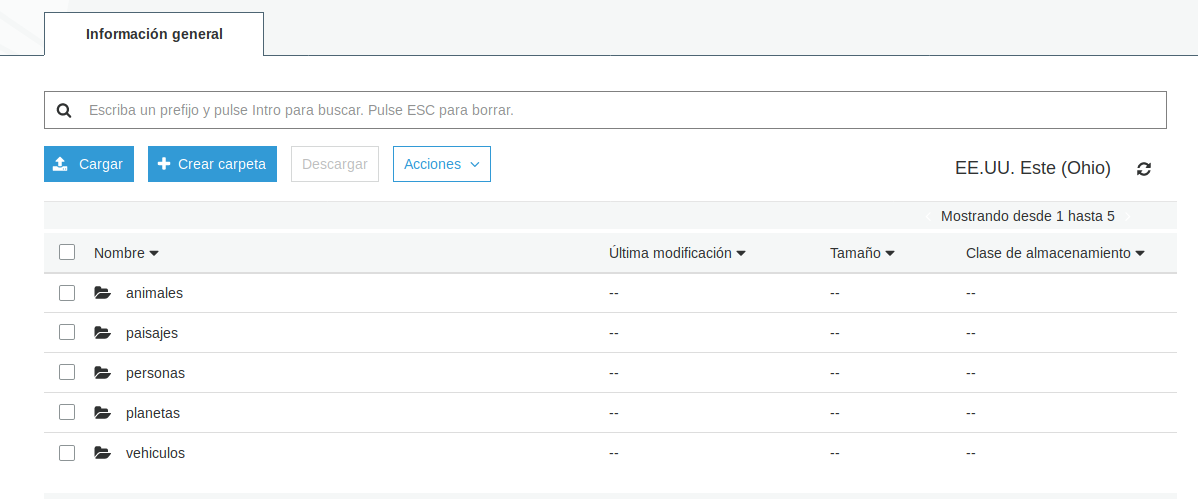 Información general
Escriba un prefijo y pulse Intro para buscar. Pulse ESC para borrar.
Cargar Crear carpeta Descargar Acciones EE.UU. Este (Ohio)
Mostrando desde 1 hasta 5
Nombre Última modificación Tamaño Clase de almacenamiento
animales -- -- --
paisajes -- -- --
personas -- -- --
planetas -- -- --
vehiculos -- -- --